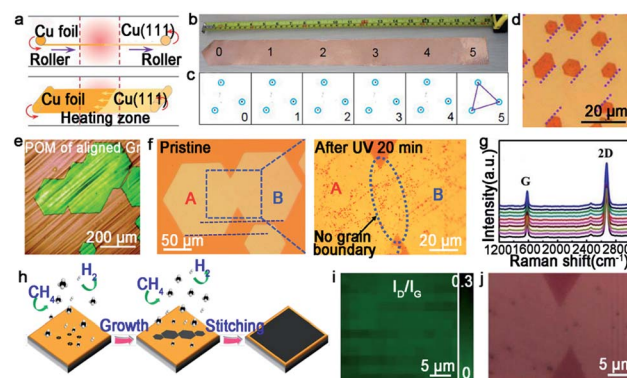 a
Cu foil
Cu(111)
Roller
Roller
Cu foil
Cu(111)
Heating zone
b
0
1
2
3
4
5
c
0
1
2
3
4
5
d
20 μm
e
POM of aligned Gr
200 μm
f
Pristine
A
B
50 μm
After UV 20 min
A
B
No grain
boundary
20 μm
g
Intensity(a.u.)
G
2D
1200
1600
2000
2400
2800
Raman shift(cm-1)
h
CH4
H2
CH4
H2
Growth
Stitching
i
ID/IG
0.3
0
5 μm
j
5 μm